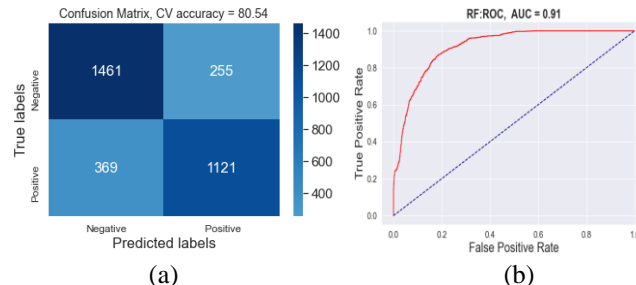 Confusion Matrix, CV accuracy = 80.54
True labels
Negative
Positive
1461
255
369
1121
Negative
Positive
Predicted labels
1400
1200
1000
800
600
400
(a)
RF:ROC, AUC = 0.91
True Positive Rate
1.0
0.8
0.6
0.4
0.2
0.0
0.0
0.2
0.4
0.6
0.8
False Positive Rate
(b)